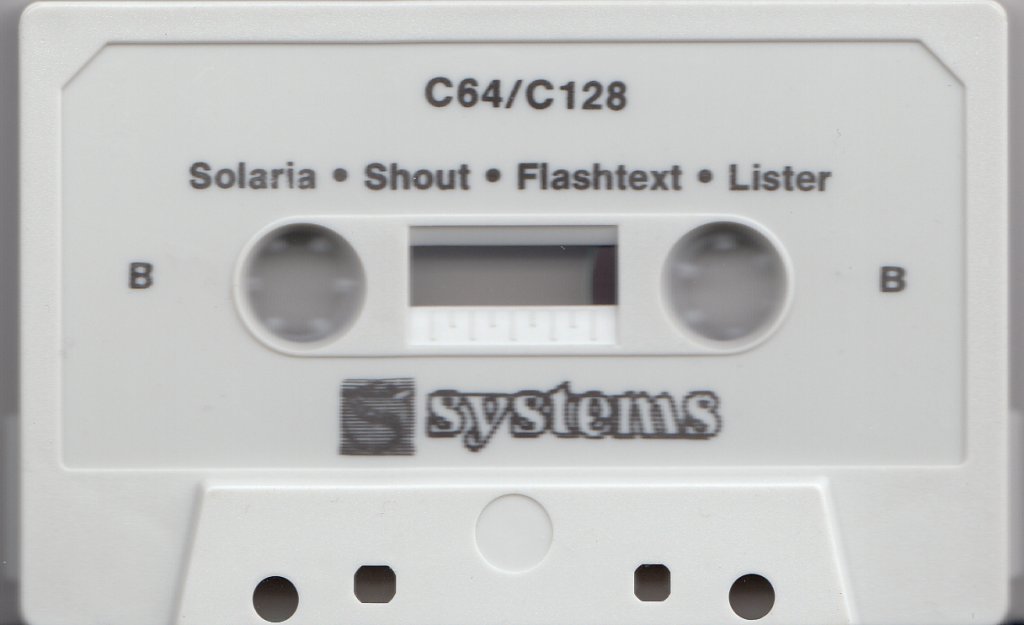 C64/C128
Solaria • Shout • Flashtext • Lister
B
B
S systems